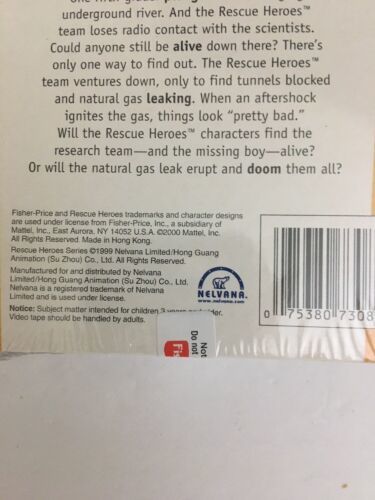 underground river. And the Rescue Heroes™
team loses radio contact with the scientists.
Could anyone still be alive down there? There's
only one way to find out. The Rescue Heroes™
team ventures down, only to find tunnels blocked
and natural gas leaking. When an aftershock
ignites the gas, things look “pretty bad.”
Will the Rescue Heroes™ characters find the
research team—and the missing boy—alive?
Or will the natural gas leak erupt and doom them all?
Fisher-Price and Rescue Heroes trademarks and character designs
are used under license from Fisher-Price, Inc., a subsidiary of
Mattel, Inc., East Aurora, NY 14052 U.S.A. ©2000 Mattel, Inc.
All Rights Reserved. Made in Hong Kong.
Rescue Heroes Series ©1999 Nelvana Limited/Hong Guang
Animation (Su Zhou) Co., Ltd. All Rights Reserved.
Manufactured for and distributed by Nelvana
Limited/Hong Guang Animation (Su Zhou) Co., Ltd.
Nelvana is a registered trademark of Nelvana
Limited and is used under license.
Notice: Subject matter intended for children 3 years
Video tape should be handled by adults.
NELVANA
www.nelvana.com
0 75380 7308
Not
Do not
Fis